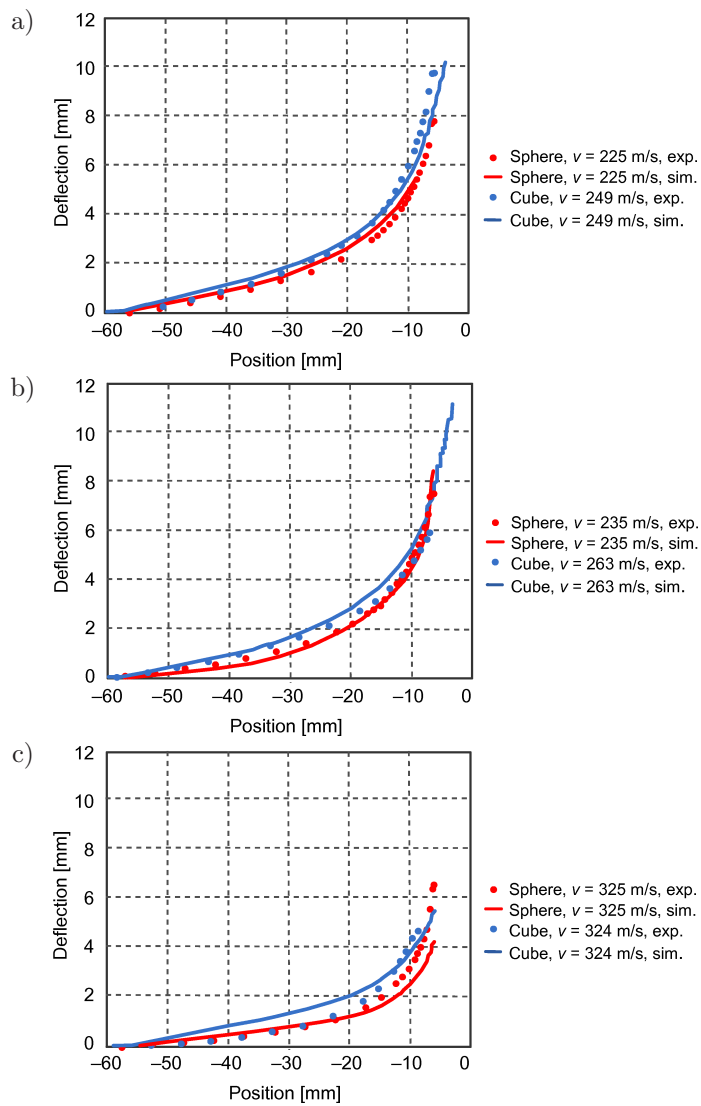 a)
12
10
8
6
4
2
0
Deflection [mm]
–60 –50 –40 –30 –20 –10 0
Position [mm]
Sphere, v = 225 m/s, exp.
Sphere, v = 225 m/s, sim.
Cube, v = 249 m/s, exp.
Cube, v = 249 m/s, sim.
b)
12
10
8
6
4
2
0
Deflection [mm]
–60 –50 –40 –30 –20 –10 0
Position [mm]
Sphere, v = 235 m/s, exp.
Sphere, v = 235 m/s, sim.
Cube, v = 263 m/s, exp.
Cube, v = 263 m/s, sim.
c)
12
10
8
6
4
2
0
Deflection [mm]
–60 –50 –40 –30 –20 –10 0
Position [mm]
Sphere, v = 325 m/s, exp.
Sphere, v = 325 m/s, sim.
Cube, v = 324 m/s, exp.
Cube, v = 324 m/s, sim.